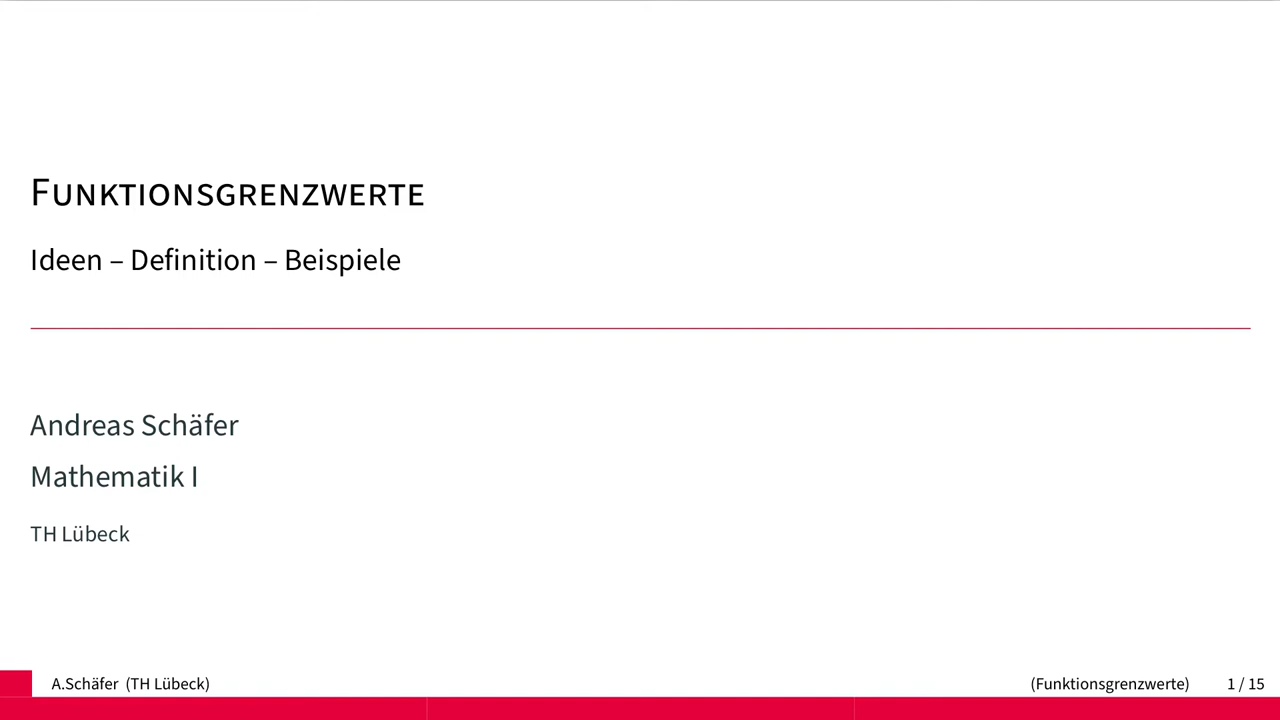 Funktionsgrenzwerte
Ideen – Definition – Beispiele
Andreas Schäfer
Mathematik I
TH Lübeck
A.Schäfer (TH Lübeck)
(Funktionsgrenzwerte)
1 / 15